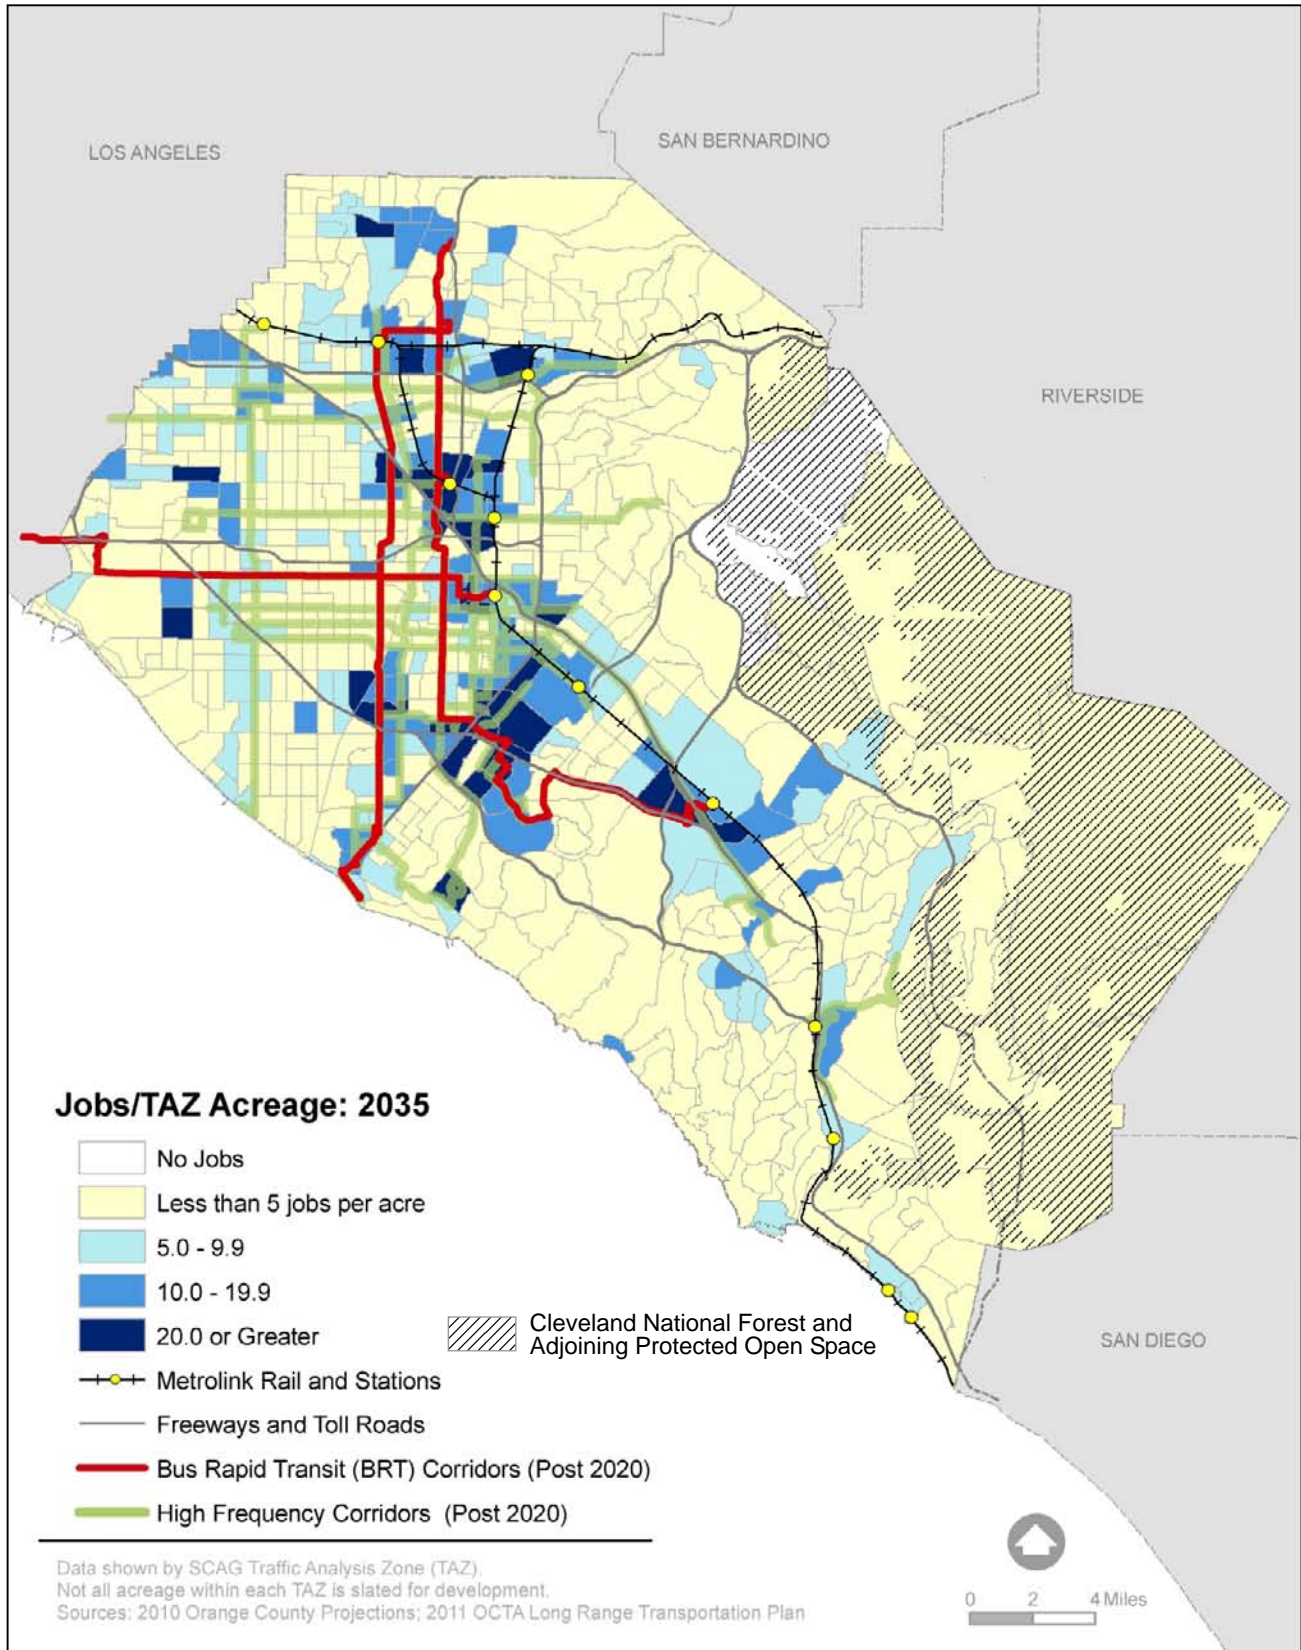 LOS ANGELES
SAN BERNARDINO
RIVERSIDE
Jobs/TAZ Acreage: 2035
No Jobs
Less than 5 jobs per acre
5.0 - 9.9
10.0 - 19.9
20.0 or Greater
Cleveland National Forest and
Adjoining Protected Open Space
SAN DIEGO
Metrolink Rail and Stations
Freeways and Toll Roads
Bus Rapid Transit (BRT) Corridors (Post 2020)
High Frequency Corridors (Post 2020)
Data shown by SCAG Traffic Analysis Zone (TAZ).
Not all acreage within each TAZ is slated for development.
Sources: 2010 Orange County Projections; 2011 OCTA Long Range Transportation Plan
0 2 4 Miles